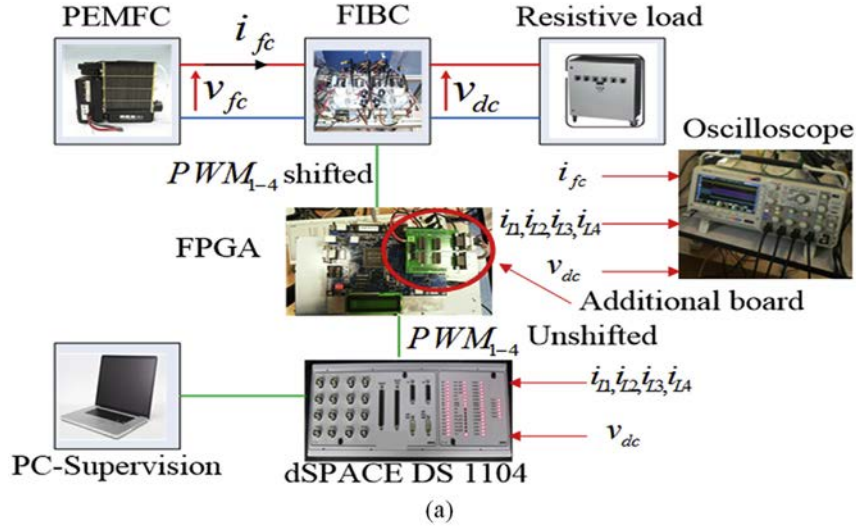 PEMFC
FIBC
Resistive load
i_fc
v_fc
v_dc
Oscilloscope
PWM_1-4 shifted
i_fc
FPGA
i_L1, i_L2, i_L3, i_L4
v_dc
Additional board
PWM_1-4 Unshifted
i_L1, i_L2, i_L3, i_L4
v_dc
PC-Supervision
dSPACE DS 1104
(a)